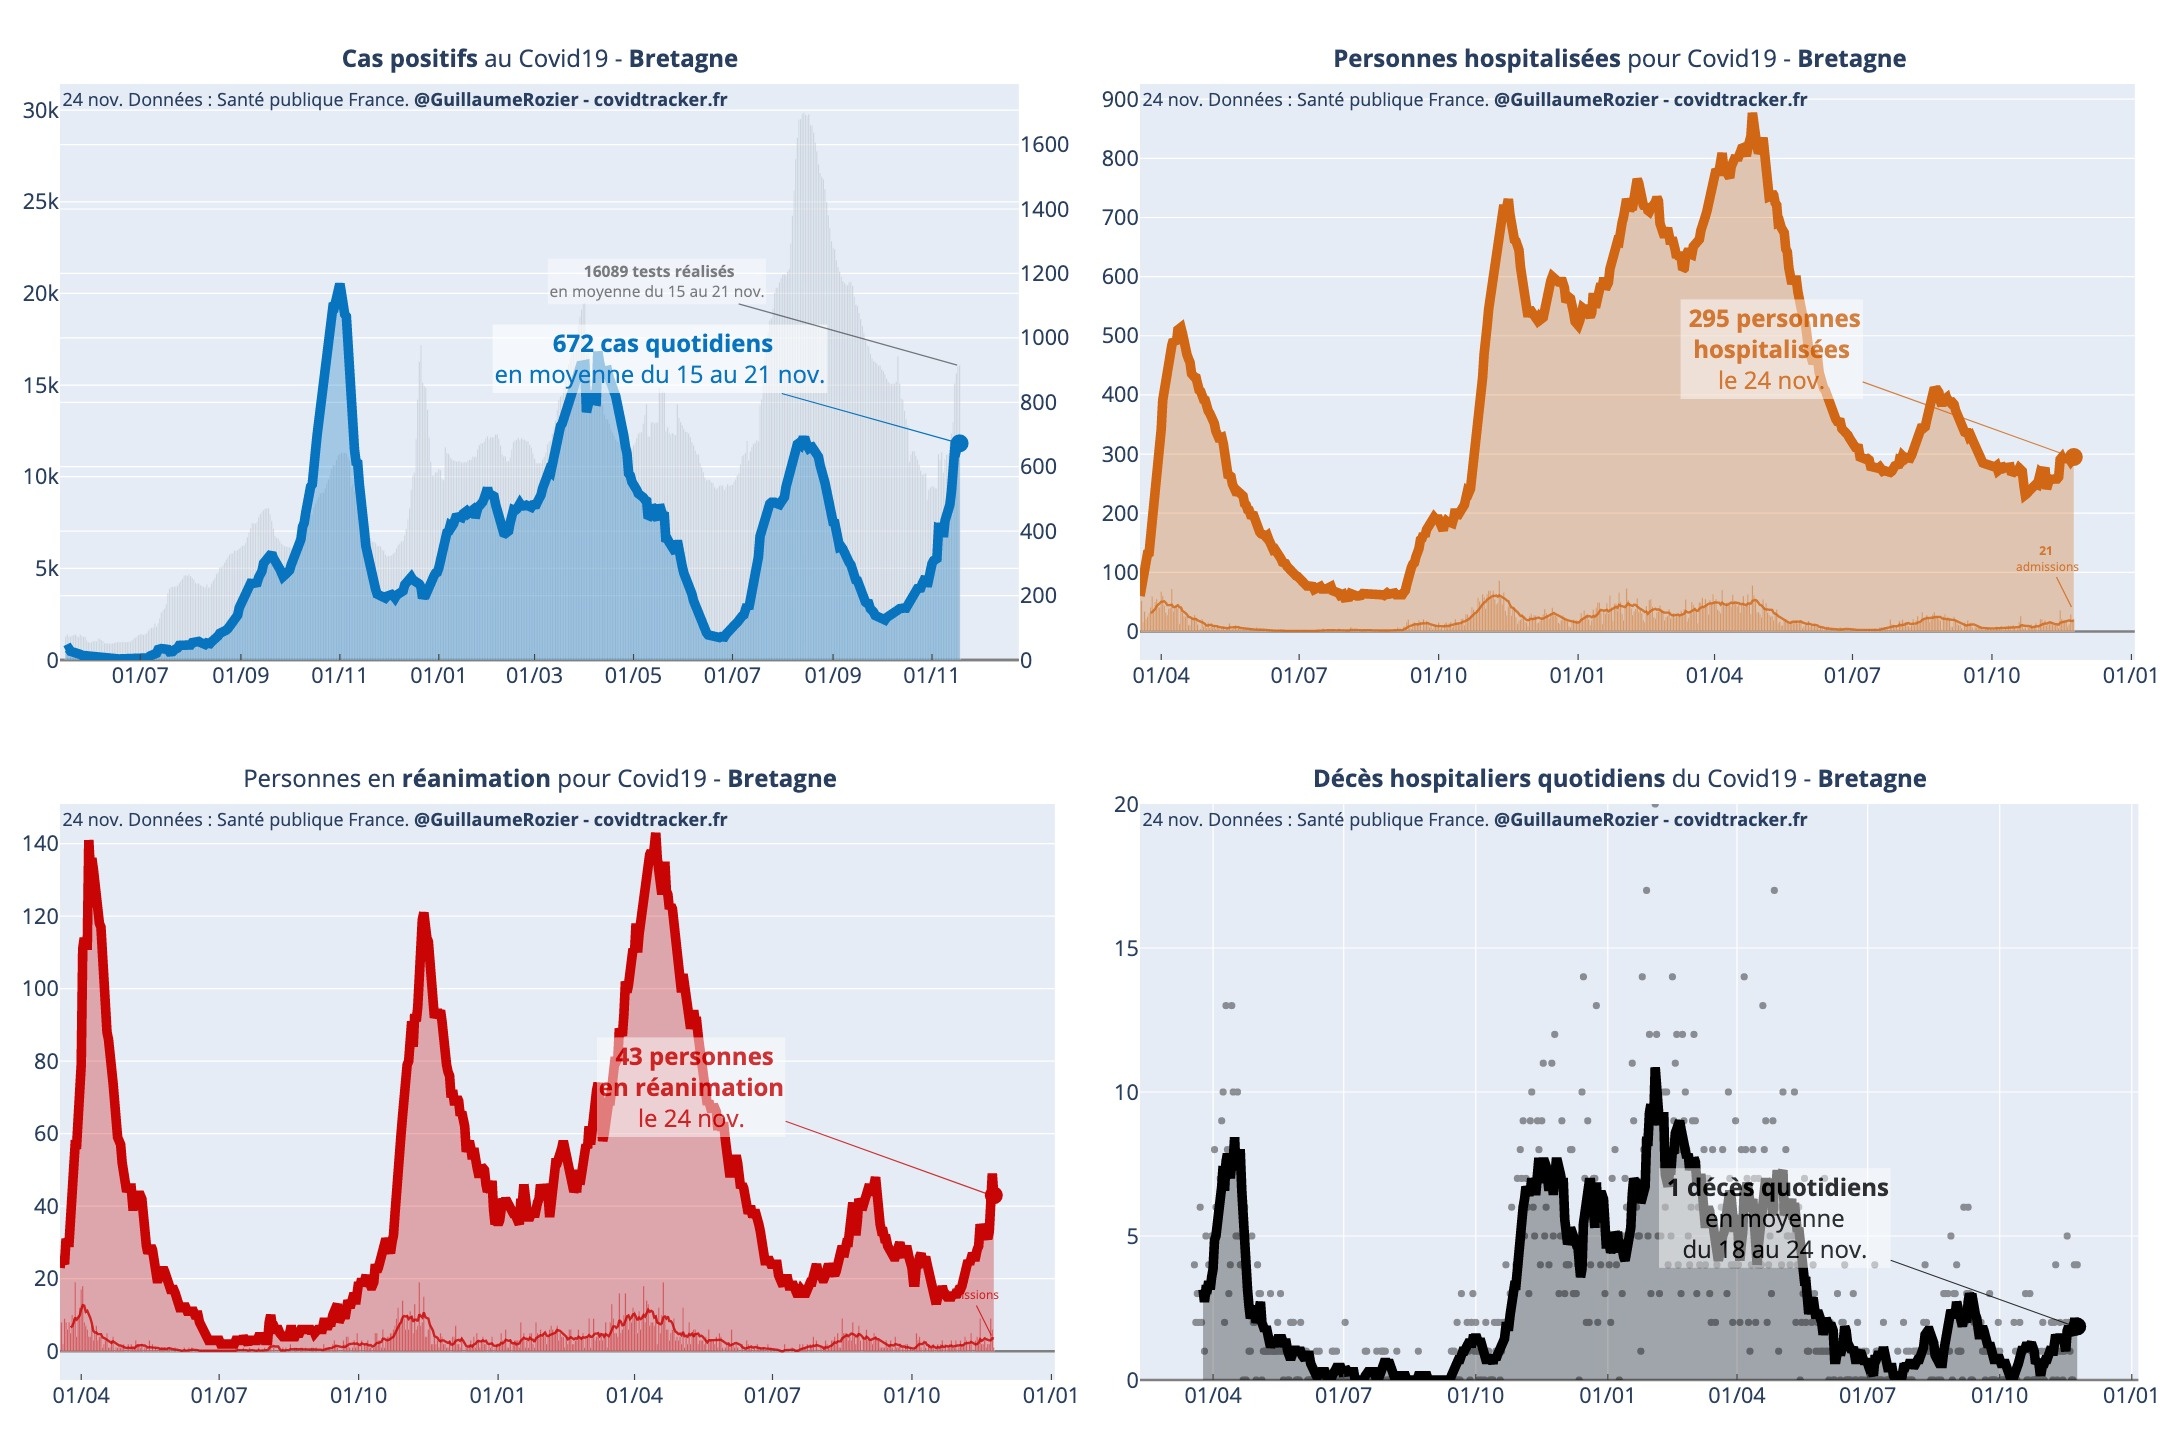 Cas positifs au Covid19 - Bretagne
24 nov. Données : Santé publique France. @GuillaumeRozier - covidtracker.fr
30k
25k
20k
15k
10k
5k
0
1600
1400
1200
1000
800
600
400
200
0
16089 tests réalisés
en moyenne du 15 au 21 nov.
672 cas quotidiens
en moyenne du 15 au 21 nov.
01/07 01/09 01/11 01/01 01/03 01/05 01/07 01/09 01/11
Personnes hospitalisées pour Covid19 - Bretagne
24 nov. Données : Santé publique France. @GuillaumeRozier - covidtracker.fr
900
800
700
600
500
400
300
200
100
0
295 personnes
hospitalisées
le 24 nov.
21
admissions
01/04 01/07 01/10 01/01 01/04 01/07 01/10 01/01
Personnes en réanimation pour Covid19 - Bretagne
24 nov. Données : Santé publique France. @GuillaumeRozier - covidtracker.fr
140
120
100
80
60
40
20
0
43 personnes
en réanimation
le 24 nov.
01/04 01/07 01/10 01/01 01/04 01/07 01/10 01/01
Décès hospitaliers quotidiens du Covid19 - Bretagne
24 nov. Données : Santé publique France. @GuillaumeRozier - covidtracker.fr
20
15
10
5
0
1 décès quotidiens
en moyenne
du 18 au 24 nov.
01/04 01/07 01/10 01/01 01/04 01/07 01/10 01/01